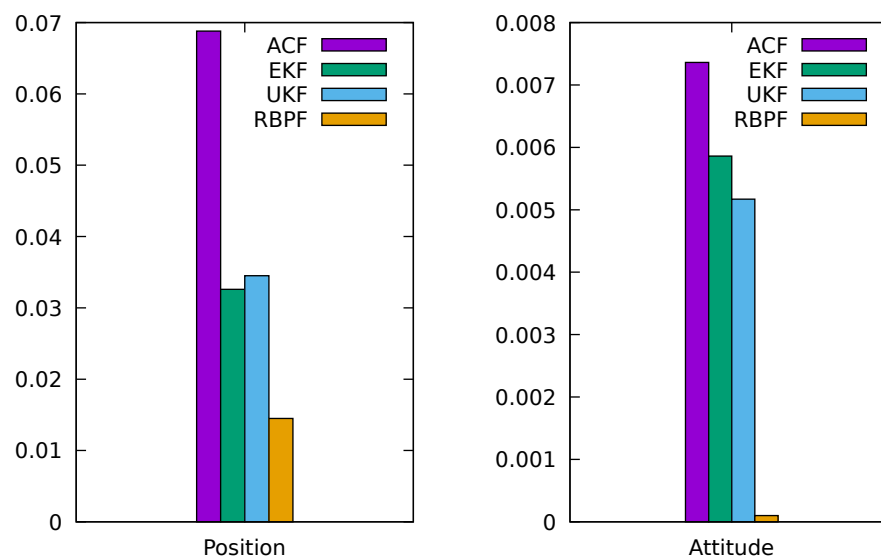 0.07
0.06
0.05
0.04
0.03
0.02
0.01
0
ACF
EKF
UKF
RBPF
Position
0.008
0.007
0.006
0.005
0.004
0.003
0.002
0.001
0
ACF
EKF
UKF
RBPF
Attitude